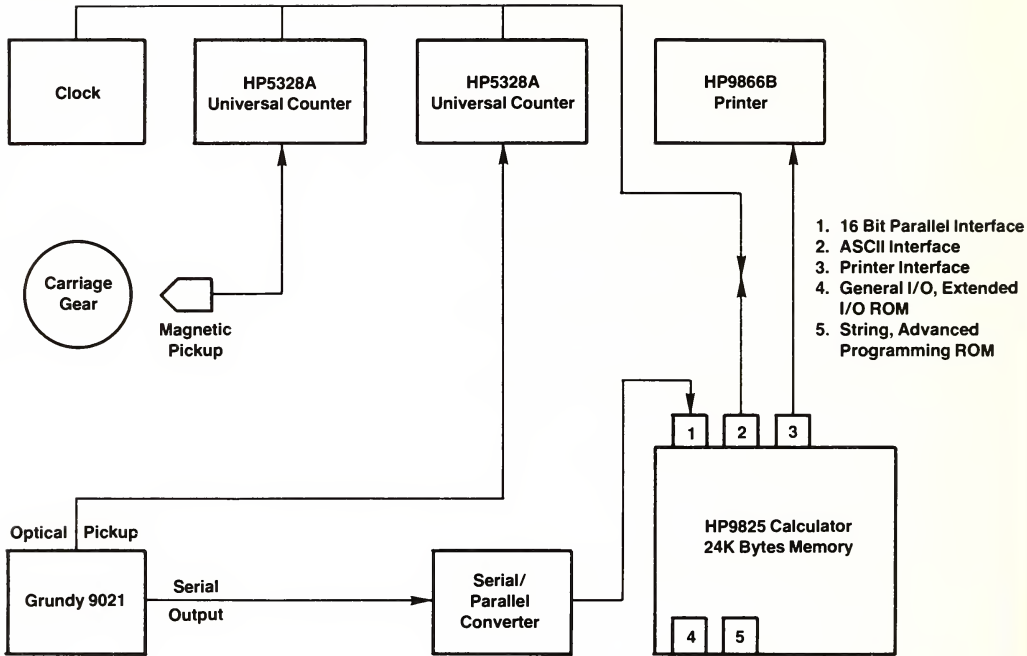 Clock
HP5328A
Universal Counter
HP5328A
Universal Counter
HP9866B
Printer
1. 16 Bit Parallel Interface
2. ASCII Interface
3. Printer Interface
4. General I/O, Extended
I/O ROM
5. String, Advanced
Programming ROM
Carriage
Gear
Magnetic
Pickup
1
2
3
HP9825 Calculator
24K Bytes Memory
4
5
Optical Pickup
Grundy 9021
Serial
Output
Serial/
Parallel
Converter